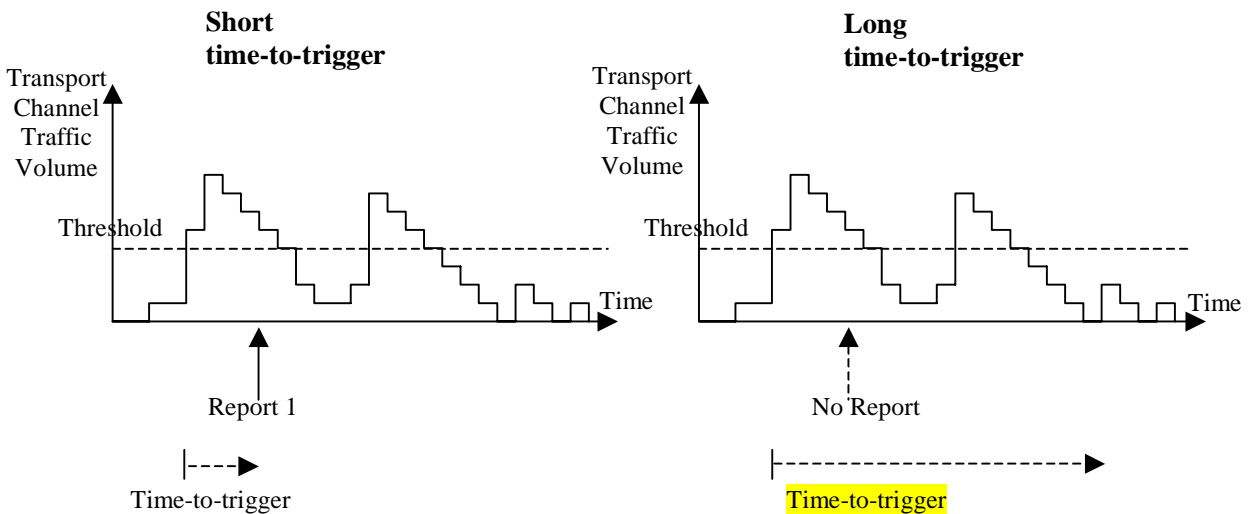 Short
time-to-trigger
Transport
Channel
Traffic
Volume
Threshold
Time
Report 1
Time-to-trigger
Long
time-to-trigger
Transport
Channel
Traffic
Volume
Threshold
Time
No Report
Time-to-trigger